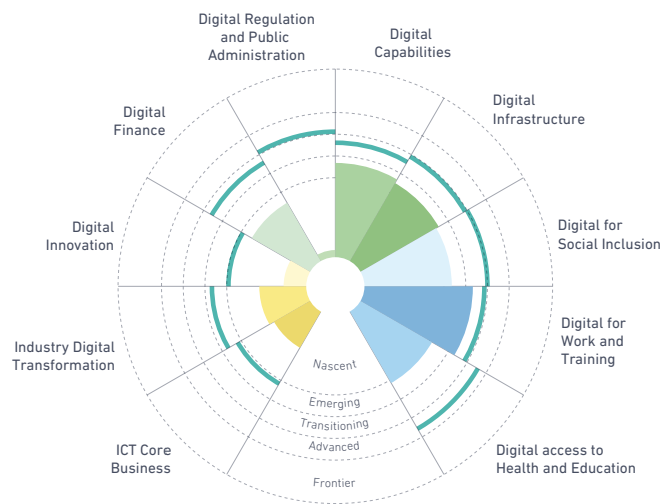 Digital Regulation
and Public
Administration
Digital
Capabilities
Digital
Infrastructure
Digital for
Social Inclusion
Digital for
Work and
Training
Digital access to
Health and Education
ICT Core
Business
Industry Digital
Transformation
Digital
Innovation
Digital
Finance
Nascent
Emerging
Transitioning
Advanced
Frontier